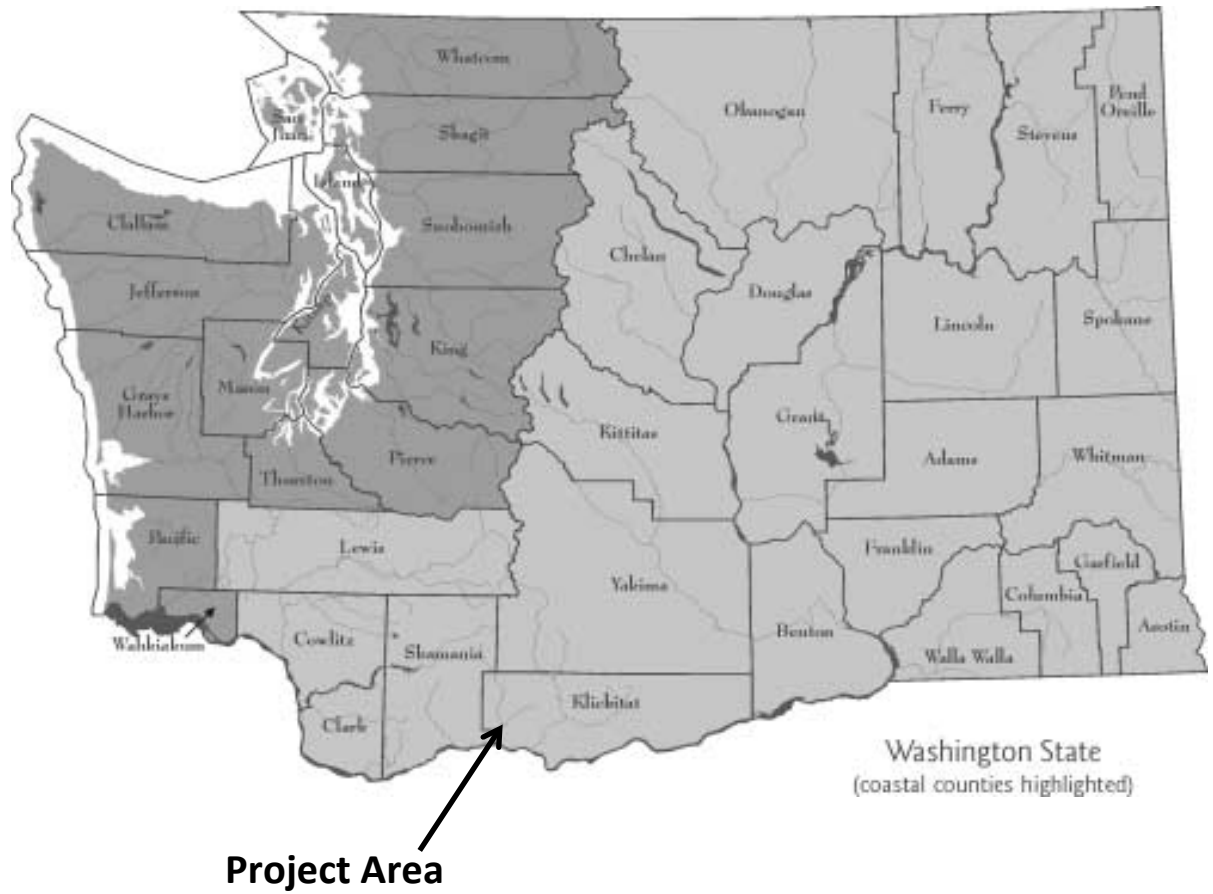 Whatcom
Okanogan
Ferry
Pend
Oreille
San
Juan
Skagit
Stevens
Island
Clallam
Snohomish
Chelan
Jefferson
Douglas
Lincoln
Spokane
King
Mason
Grays
Harbor
Kittitas
Grant
Pierce
Adams
Whitman
Thurston
Pacific
Lewis
Franklin
Garfield
Yakima
Columbia
Wahkiakum
Cowlitz
Skamania
Benton
Asotin
Walla Walla
Klickitat
Clark
Washington State
(coastal counties highlighted)
Project Area